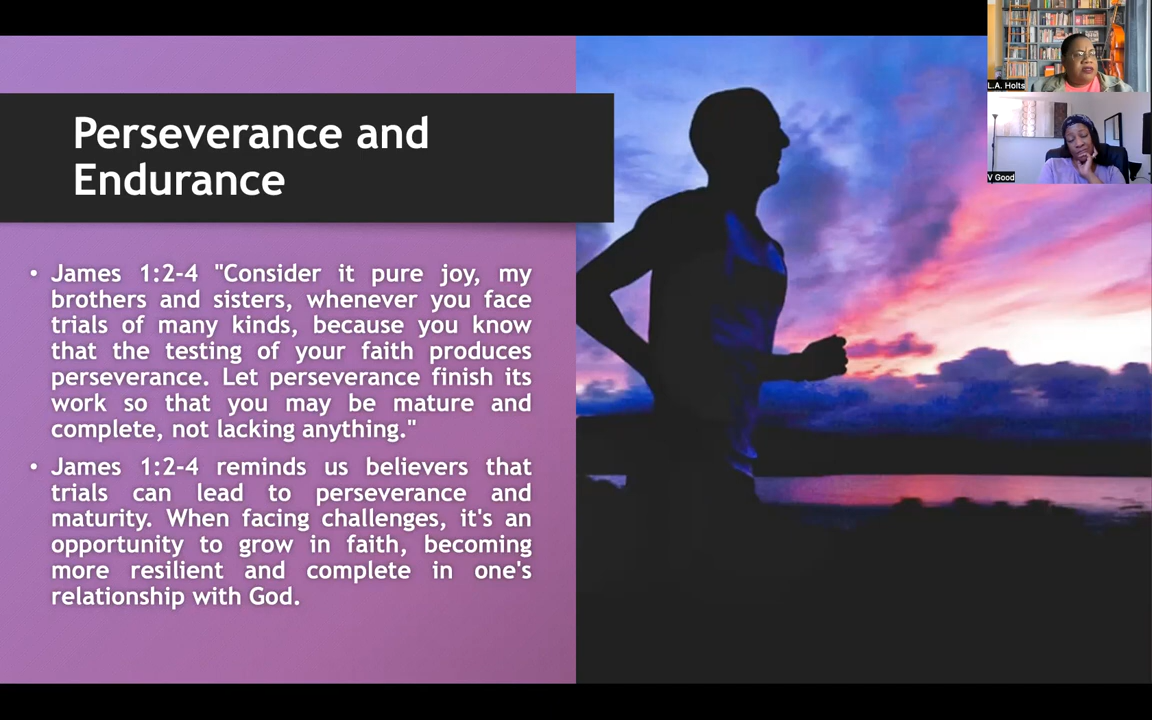 Perseverance and
Endurance
• James 1:2-4 "Consider it pure joy, my
brothers and sisters, whenever you face
trials of many kinds, because you know
that the testing of your faith produces
perseverance. Let perseverance finish its
work so that you may be mature and
complete, not lacking anything."
• James 1:2-4 reminds us believers that
trials can lead to perseverance and
maturity. When facing challenges, it's an
opportunity to grow in faith, becoming
more resilient and complete in one's
relationship with God.
L.A. Holts
V Good